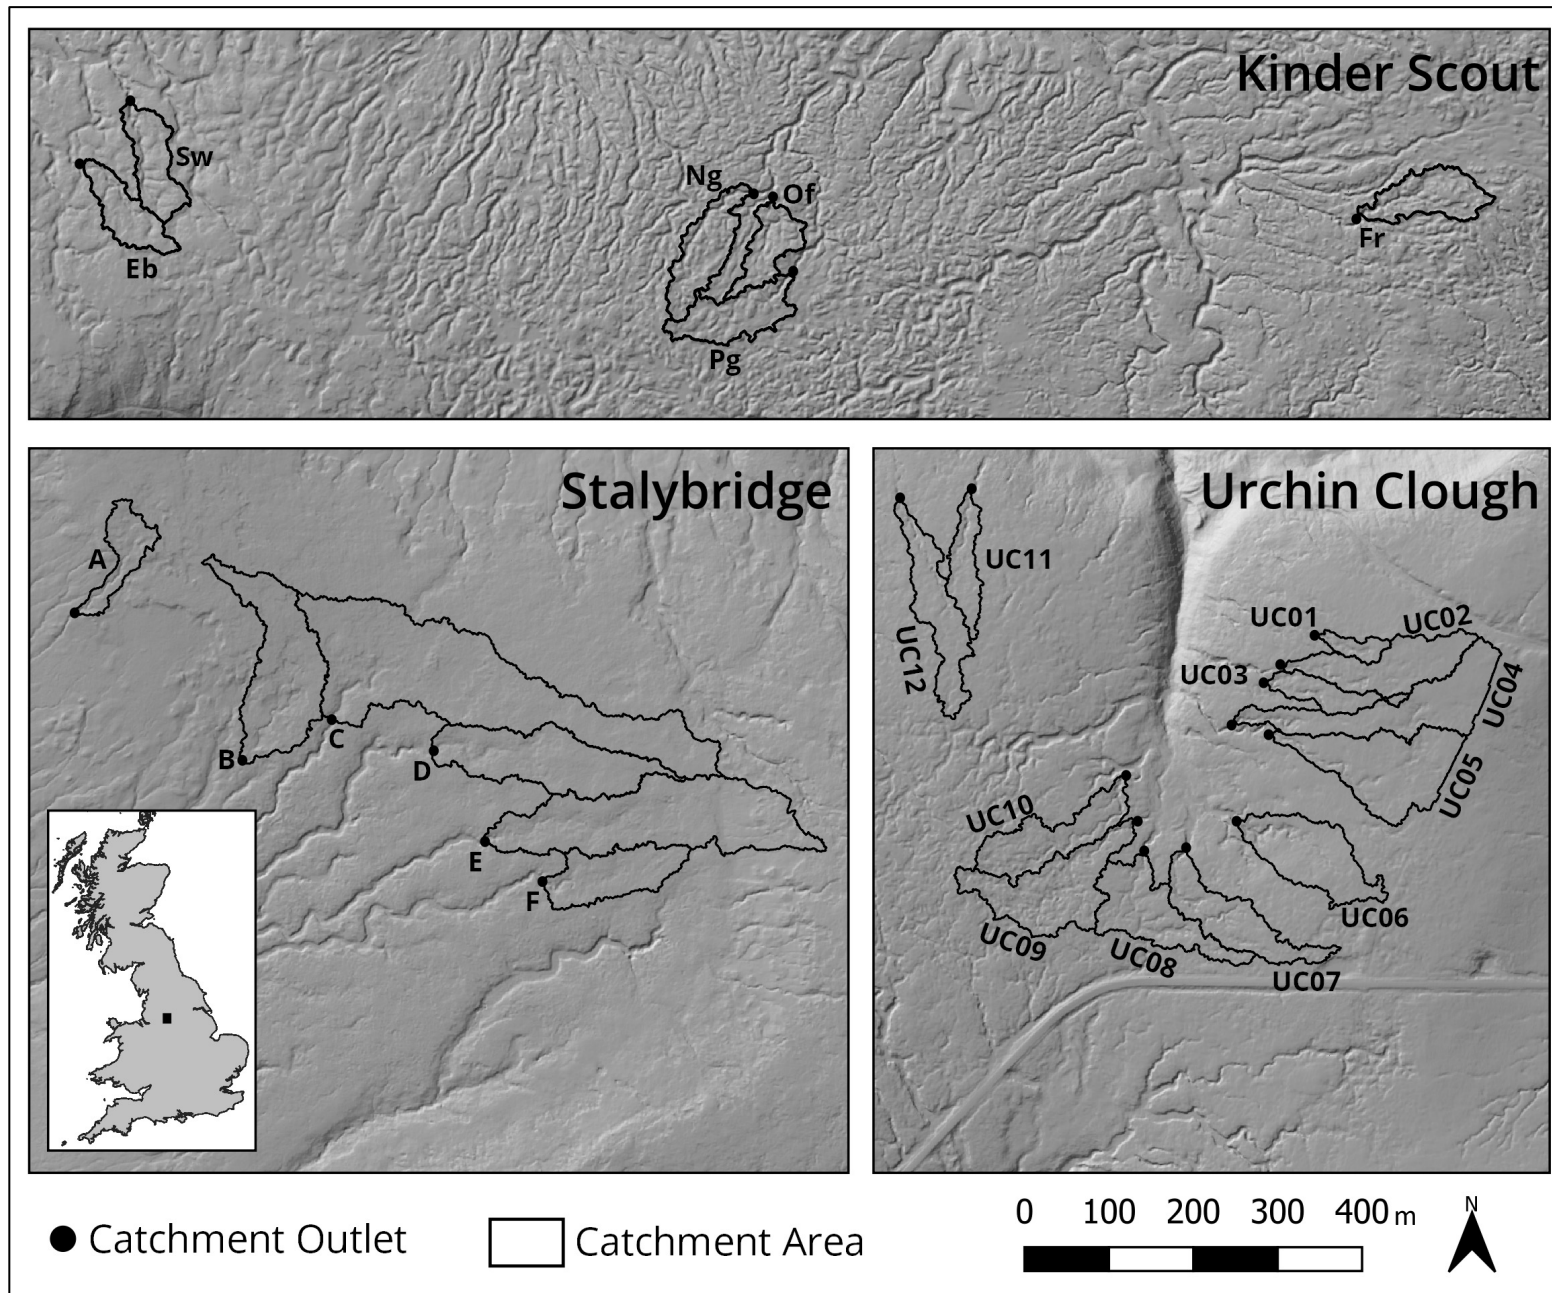 Kinder Scout
Sw
Eb
Ng
Of
Pg
Fr
Stalybridge
A
B
C
D
E
F
Urchin Clough
UC11
UC12
UC01
UC02
UC03
UC04
UC05
UC10
UC06
UC09
UC08
UC07
Catchment Outlet
Catchment Area
0 100 200 300 400 m
N